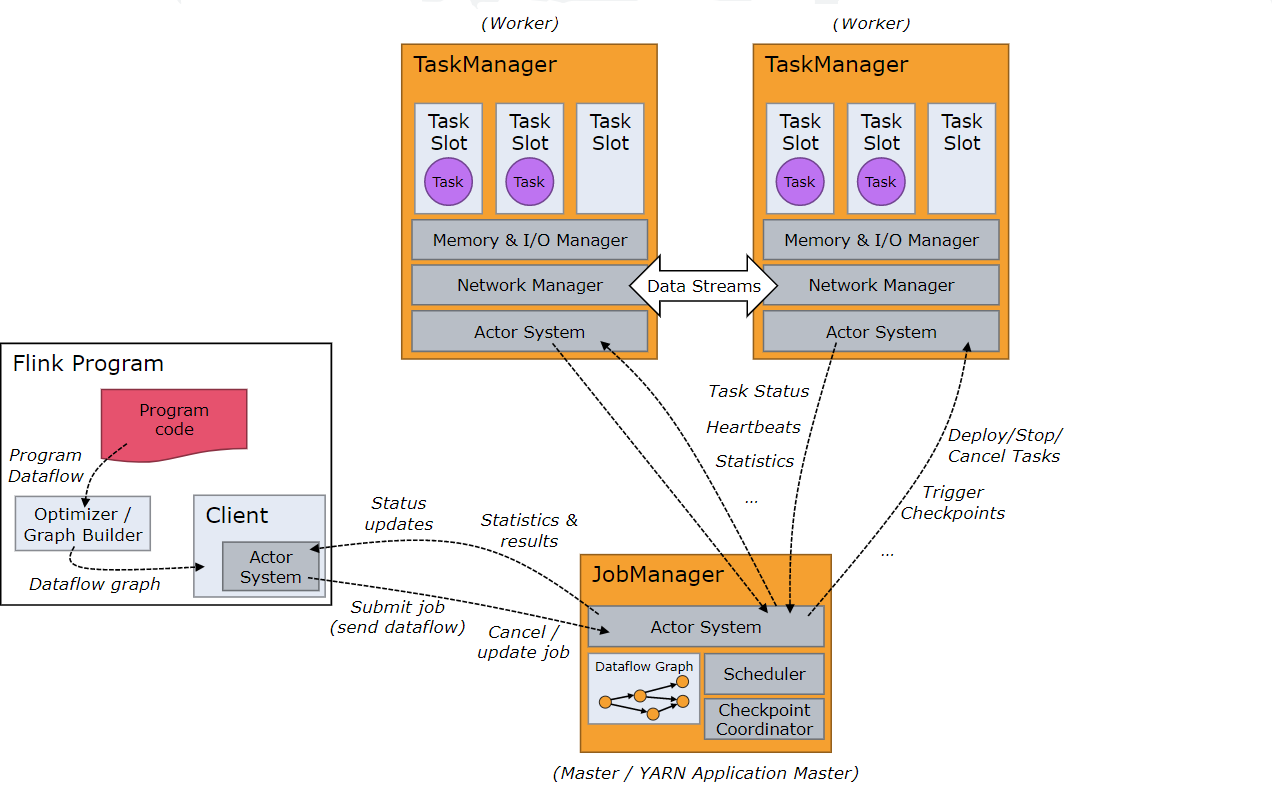 (Worker)
(Worker)
TaskManager
TaskManager
Task
Slot
Task
Task
Slot
Task
Task
Slot
Task
Slot
Task
Task
Slot
Task
Task
Slot
Memory & I/O Manager
Memory & I/O Manager
Network Manager
Data Streams
Network Manager
Actor System
Actor System
Flink Program
Program
code
Program
Dataflow
Optimizer /
Graph Builder
Dataflow graph
Client
Actor
System
Status
updates
Statistics &
results
Submit job
(send dataflow)
Cancel /
update job
Task Status
Heartbeats
Statistics
...
Deploy/Stop/
Cancel Tasks
Trigger
Checkpoints
...
JobManager
Actor System
Dataflow Graph
Scheduler
Checkpoint
Coordinator
(Master / YARN Application Master)